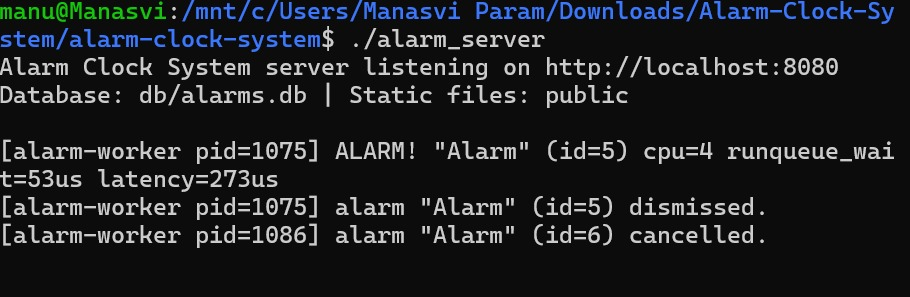 manu@Manasvi:/mnt/c/Users/Manasvi Param/Downloads/Alarm-Clock-Sy
stem/alarm-clock-system$ ./alarm_server
Alarm Clock System server listening on http://localhost:8080
Database: db/alarms.db | Static files: public
[alarm-worker pid=1075] ALARM! "Alarm" (id=5) cpu=4 runqueue_wai
t=53us latency=273us
[alarm-worker pid=1075] alarm "Alarm" (id=5) dismissed.
[alarm-worker pid=1086] alarm "Alarm" (id=6) cancelled.